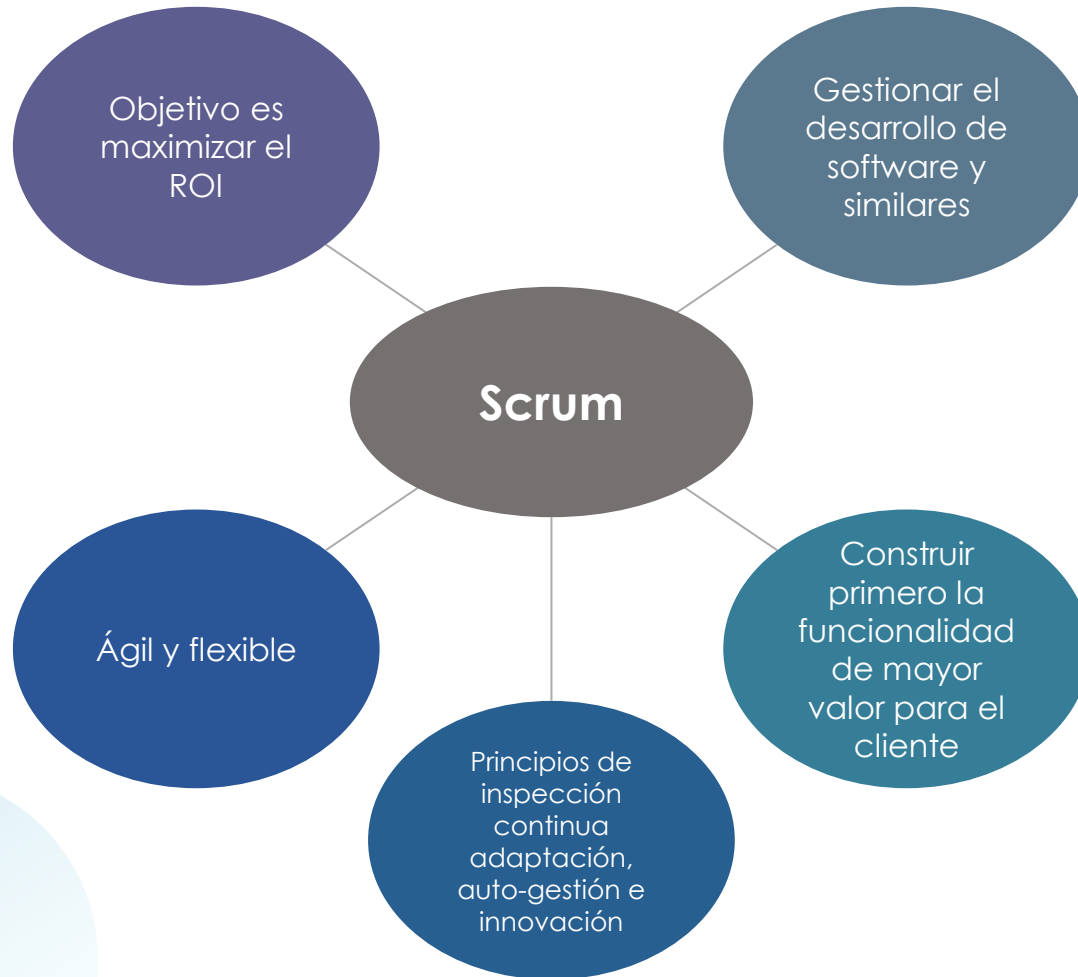 Objetivo es
maximizar el
ROI
Gestionar el
desarrollo de
software y
similares
Scrum
Ágil y flexible
Construir
primero la
funcionalidad
de mayor
valor para el
cliente
Principios de
inspección
continua
adaptación,
auto-gestión e
innovación